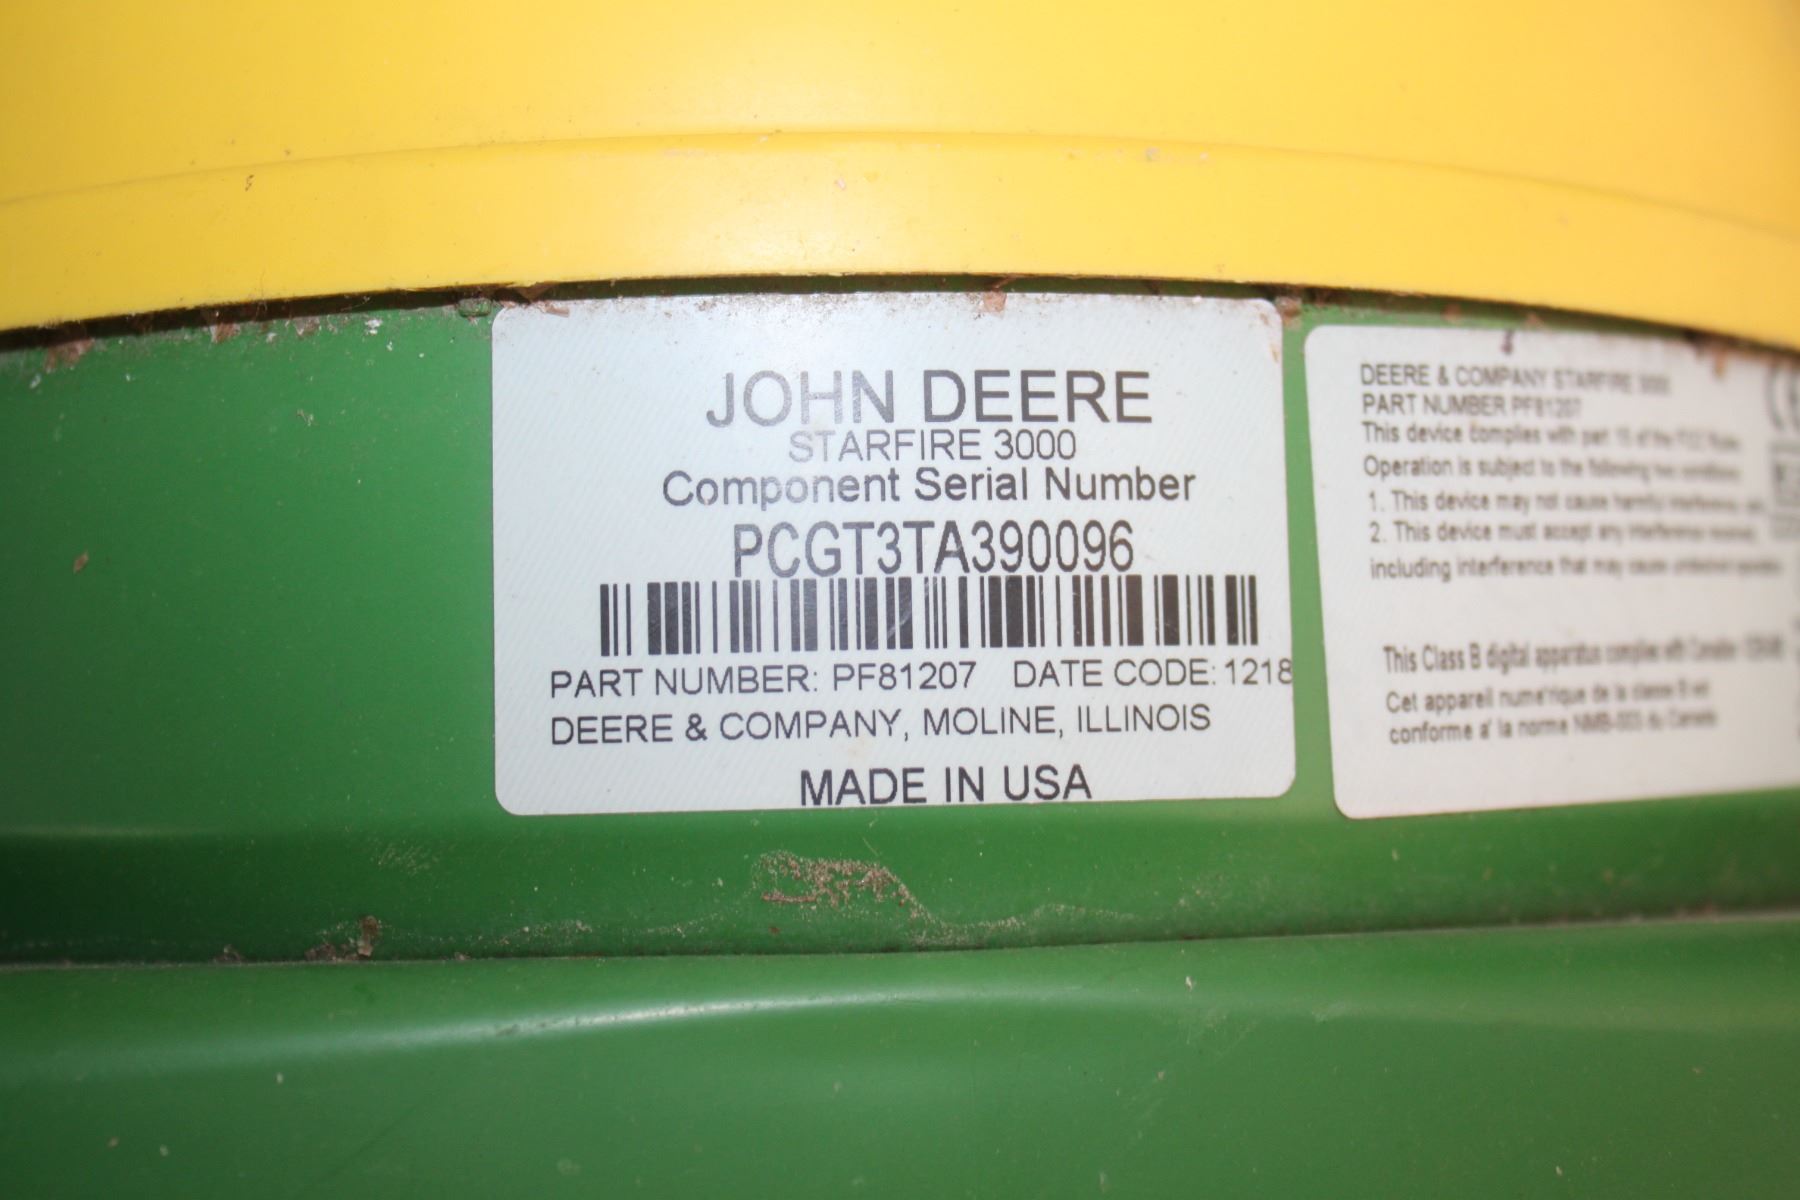 JOHN DEERE
STARFIRE 3000
Component Serial Number
PCGT3TA390096
PART NUMBER: PF81207 DATE CODE: 1218
DEERE & COMPANY, MOLINE, ILLINOIS
MADE IN USA
DEERE & COMPANY STARFIRE 3000
PART NUMBER PF81207
This device complies with part 15 of the FCC Rules
Operation is subject to the following two conditions
1. This device may not cause harmful interference, and
2. This device must accept any interference received,
including interference that may cause undesired operation
This Class B digital apparatus complies with Canadian
Cet appareil nume'rique de la classe B est
conforme a' la norme NMB-003 du Canada